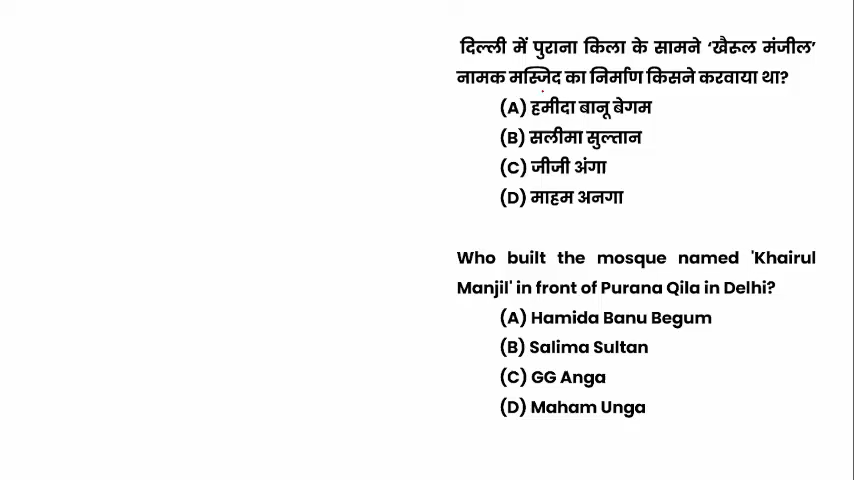 दिल्ली में पुराना किला के सामने ‘खैरूल मंजील’
नामक मस्जिद का निर्माण किसने करवाया था?
(A) हमीदा बानू बेगम
(B) सलीमा सुल्तान
(C) जीजी अंगा
(D) माहम अनगा
Who built the mosque named 'Khairul
Manjil' in front of Purana Qila in Delhi?
(A) Hamida Banu Begum
(B) Salima Sultan
(C) GG Anga
(D) Maham Unga